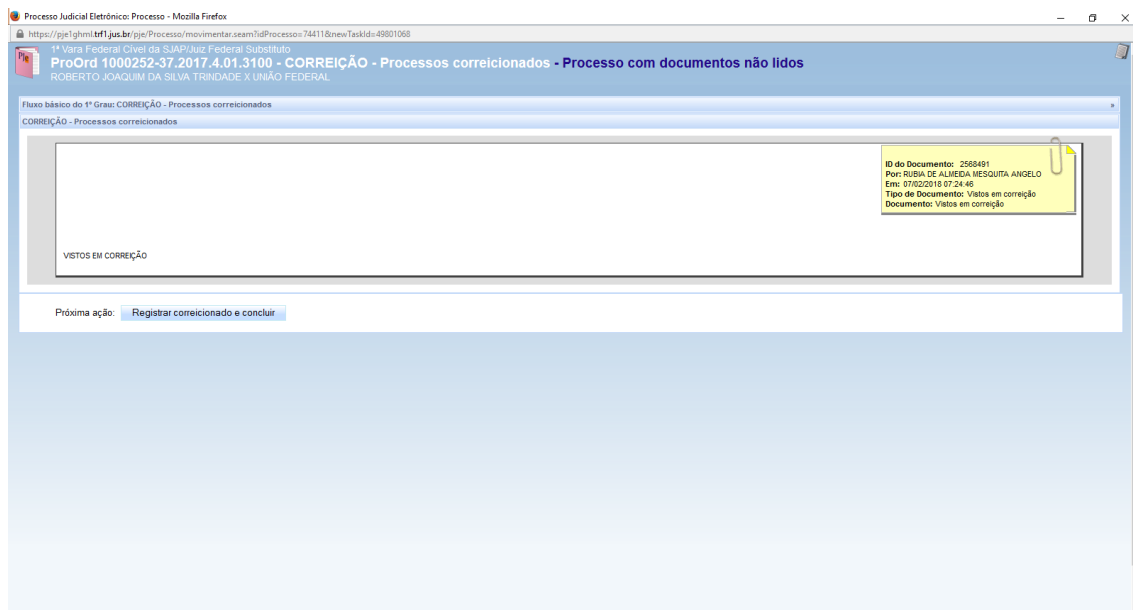 Processo Judicial Eletrônico: Processo - Mozilla Firefox
https://pje1ghml.trf1.jus.br/pje/Processo/movimentar.seam?idProcesso=74411&newTaskId=49801068
PJe
1ª Vara Federal Cível da SJAP/Juiz Federal Substituto
ProOrd 1000252-37.2017.4.01.3100 - CORREIÇÃO - Processos correicionados - Processo com documentos não lidos
ROBERTO JOAQUIM DA SILVA TRINDADE X UNIÃO FEDERAL
Fluxo básico do 1º Grau: CORREIÇÃO - Processos correicionados »
CORREIÇÃO - Processos correicionados
ID do Documento: 2568491
Por: RUBIA DE ALMEIDA MESQUITA ANGELO
Em: 07/02/2018 07:24:46
Tipo de Documento: Vistos em correição
Documento: Vistos em correição
VISTOS EM CORREIÇÃO
Próxima ação: Registrar correicionado e concluir